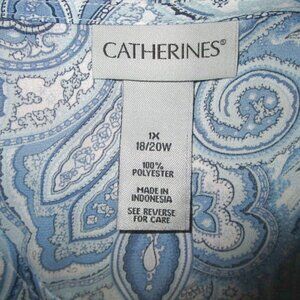 CATHERINES®
1X
18/20W
100%
POLYESTER
MADE IN
INDONESIA
SEE REVERSE
FOR CARE